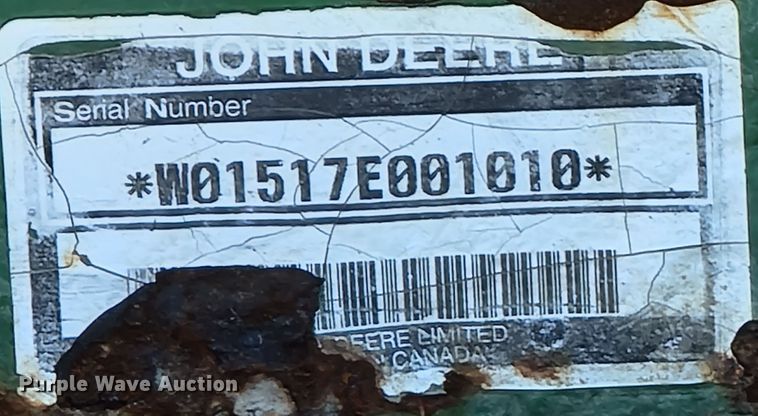 JOHN DEERE
Serial Number
*W01517E001010*
DEERE LIMITED
CANADA
Purple Wave Auction